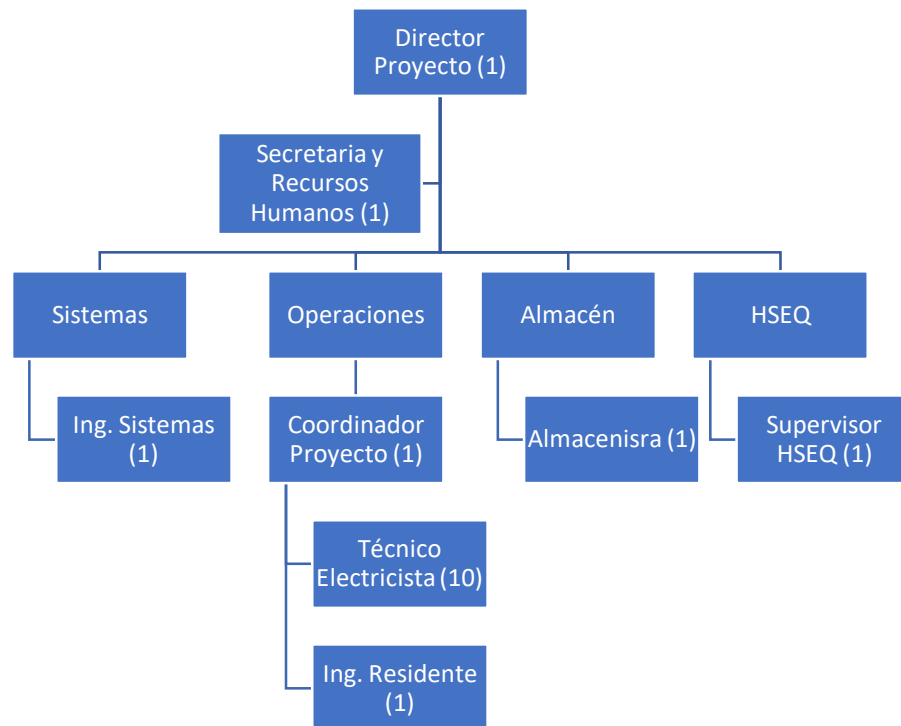 Director
Proyecto (1)
Secretaria y
Recursos
Humanos (1)
Sistemas
Operaciones
Almacén
HSEQ
Ing. Sistemas
(1)
Coordinador
Proyecto (1)
Almacenisra (1)
Supervisor
HSEQ (1)
Técnico
Electricista (10)
Ing. Residente
(1)